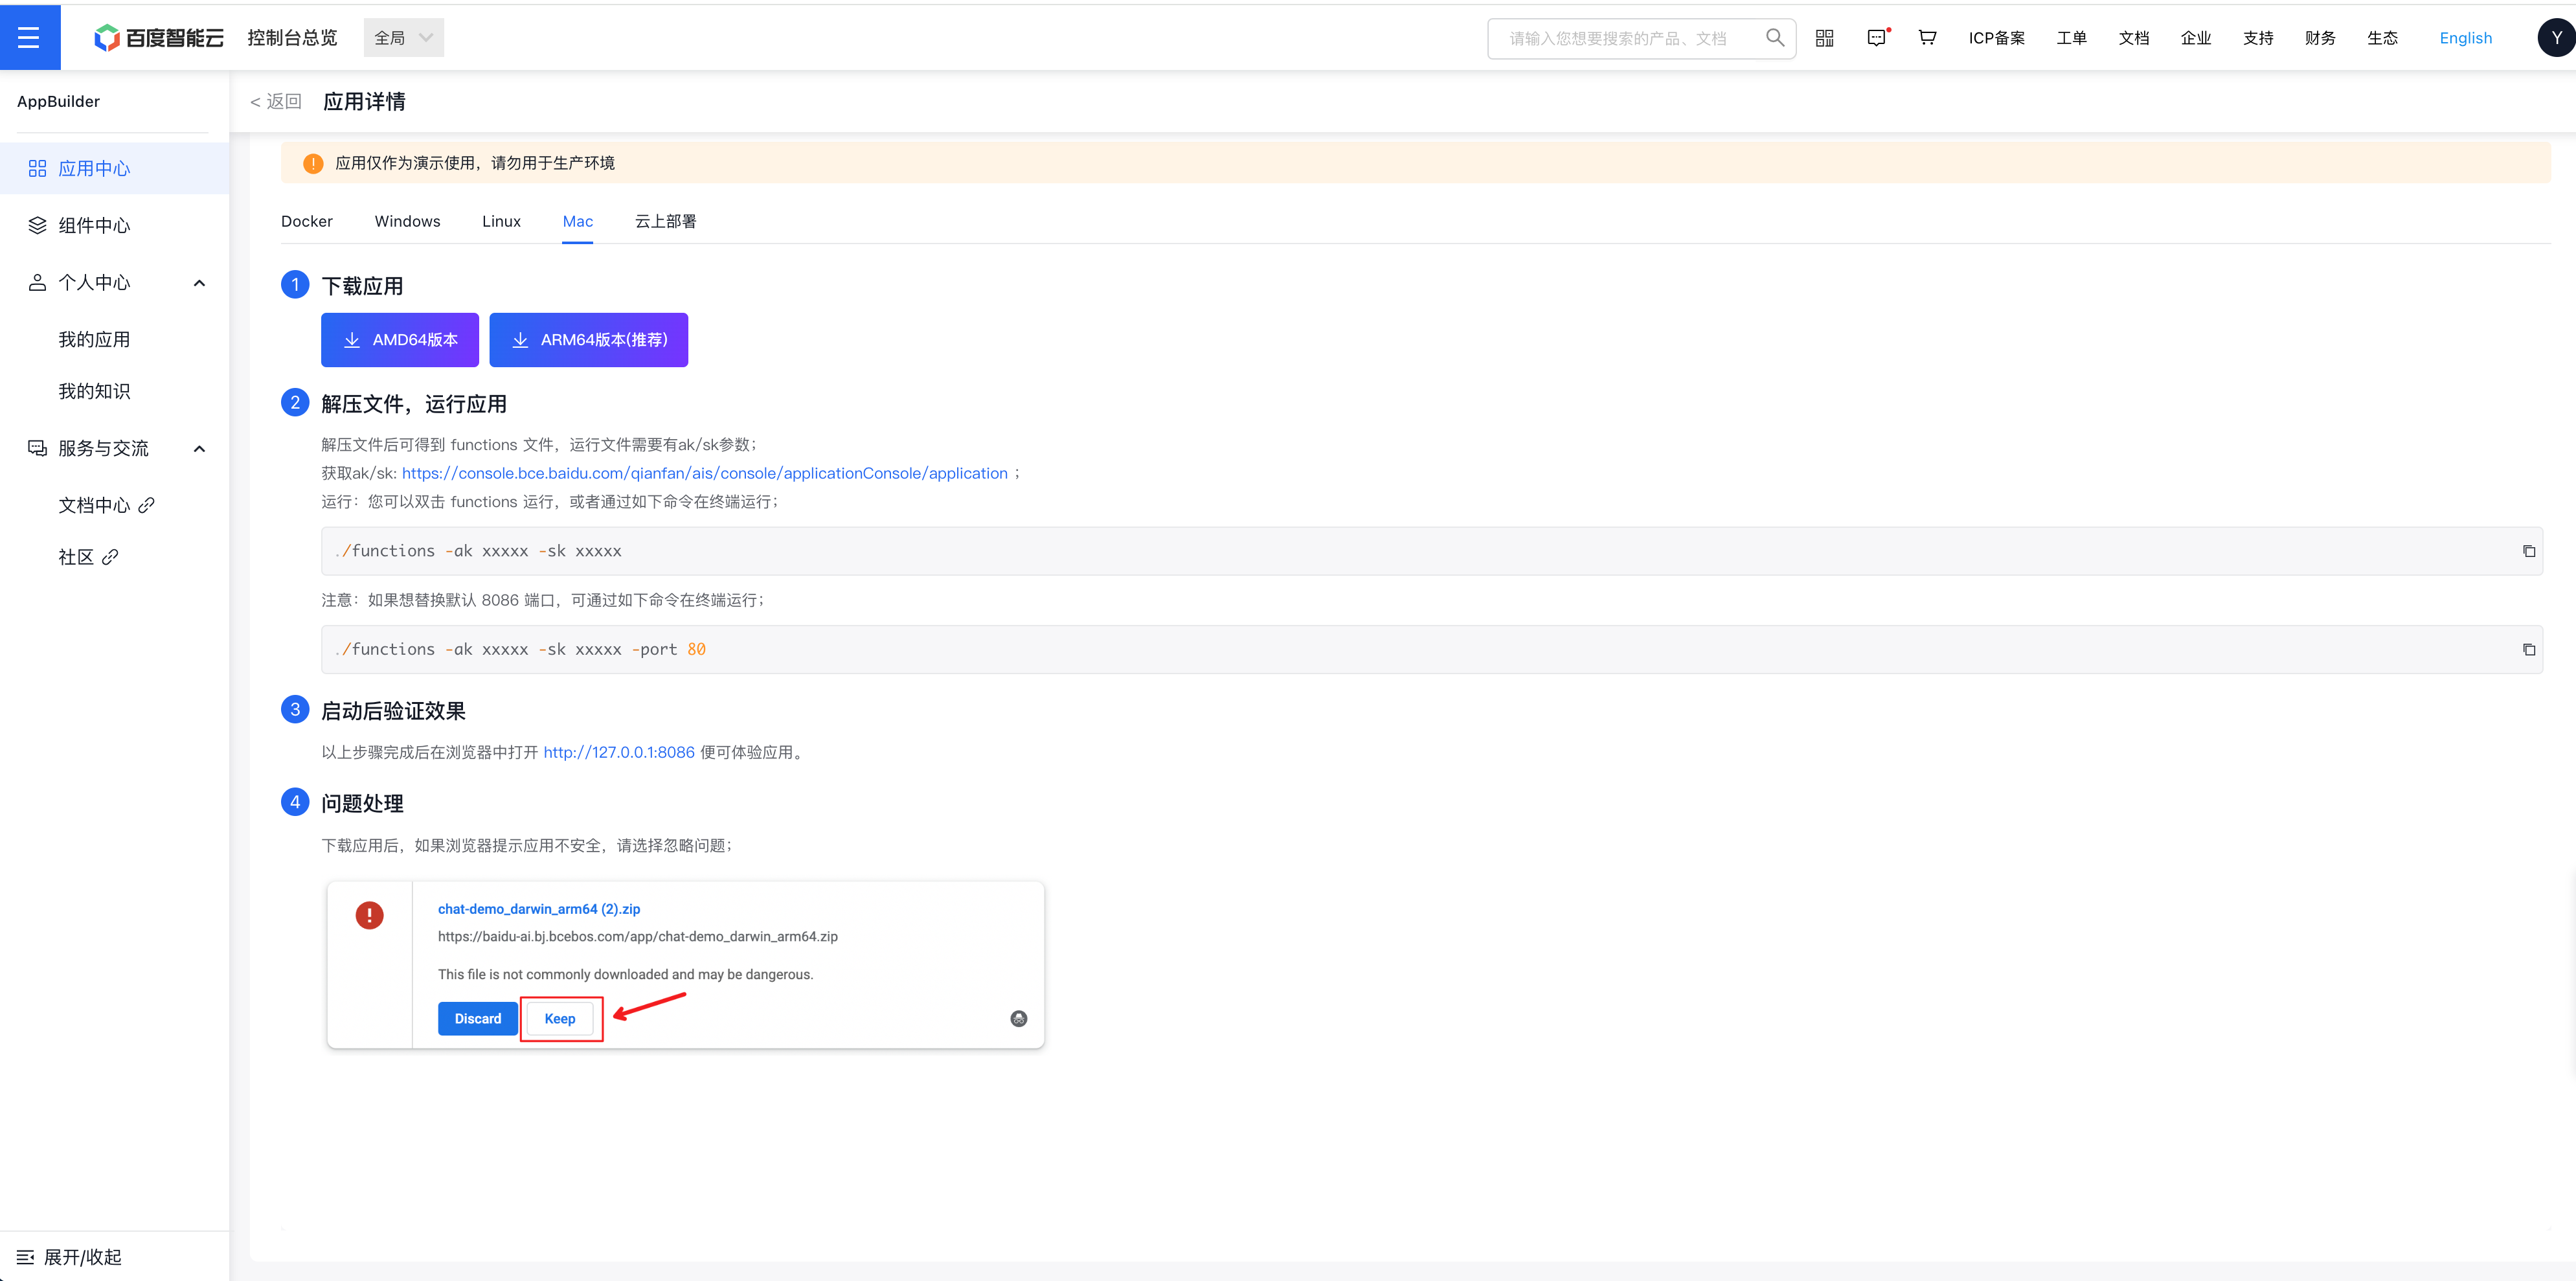 百度智能云
控制台总览
全局
请输入您想要搜索的产品、文档
ICP备案
工单
文档
企业
支持
财务
生态
English
Y
AppBuilder
应用中心
组件中心
个人中心
我的应用
我的知识
服务与交流
文档中心
社区
展开/收起
< 返回
应用详情
应用仅作为演示使用，请勿用于生产环境
Docker
Windows
Linux
Mac
云上部署
1 下载应用
AMD64版本
ARM64版本(推荐)
2 解压文件，运行应用
解压文件后可得到 functions 文件，运行文件需要有ak/sk参数；
获取ak/sk: https://console.bce.baidu.com/qianfan/ais/console/applicationConsole/application ；
运行：您可以双击 functions 运行，或者通过如下命令在终端运行；
./functions -ak xxxxx -sk xxxxx
注意：如果想替换默认 8086 端口，可通过如下命令在终端运行；
./functions -ak xxxxx -sk xxxxx -port 80
3 启动后验证效果
以上步骤完成后在浏览器中打开 http://127.0.0.1:8086 便可体验应用。
4 问题处理
下载应用后，如果浏览器提示应用不安全，请选择忽略问题；
chat-demo_darwin_arm64 (2).zip
https://baidu-ai.bj.bcebos.com/app/chat-demo_darwin_arm64.zip
This file is not commonly downloaded and may be dangerous.
Discard
Keep